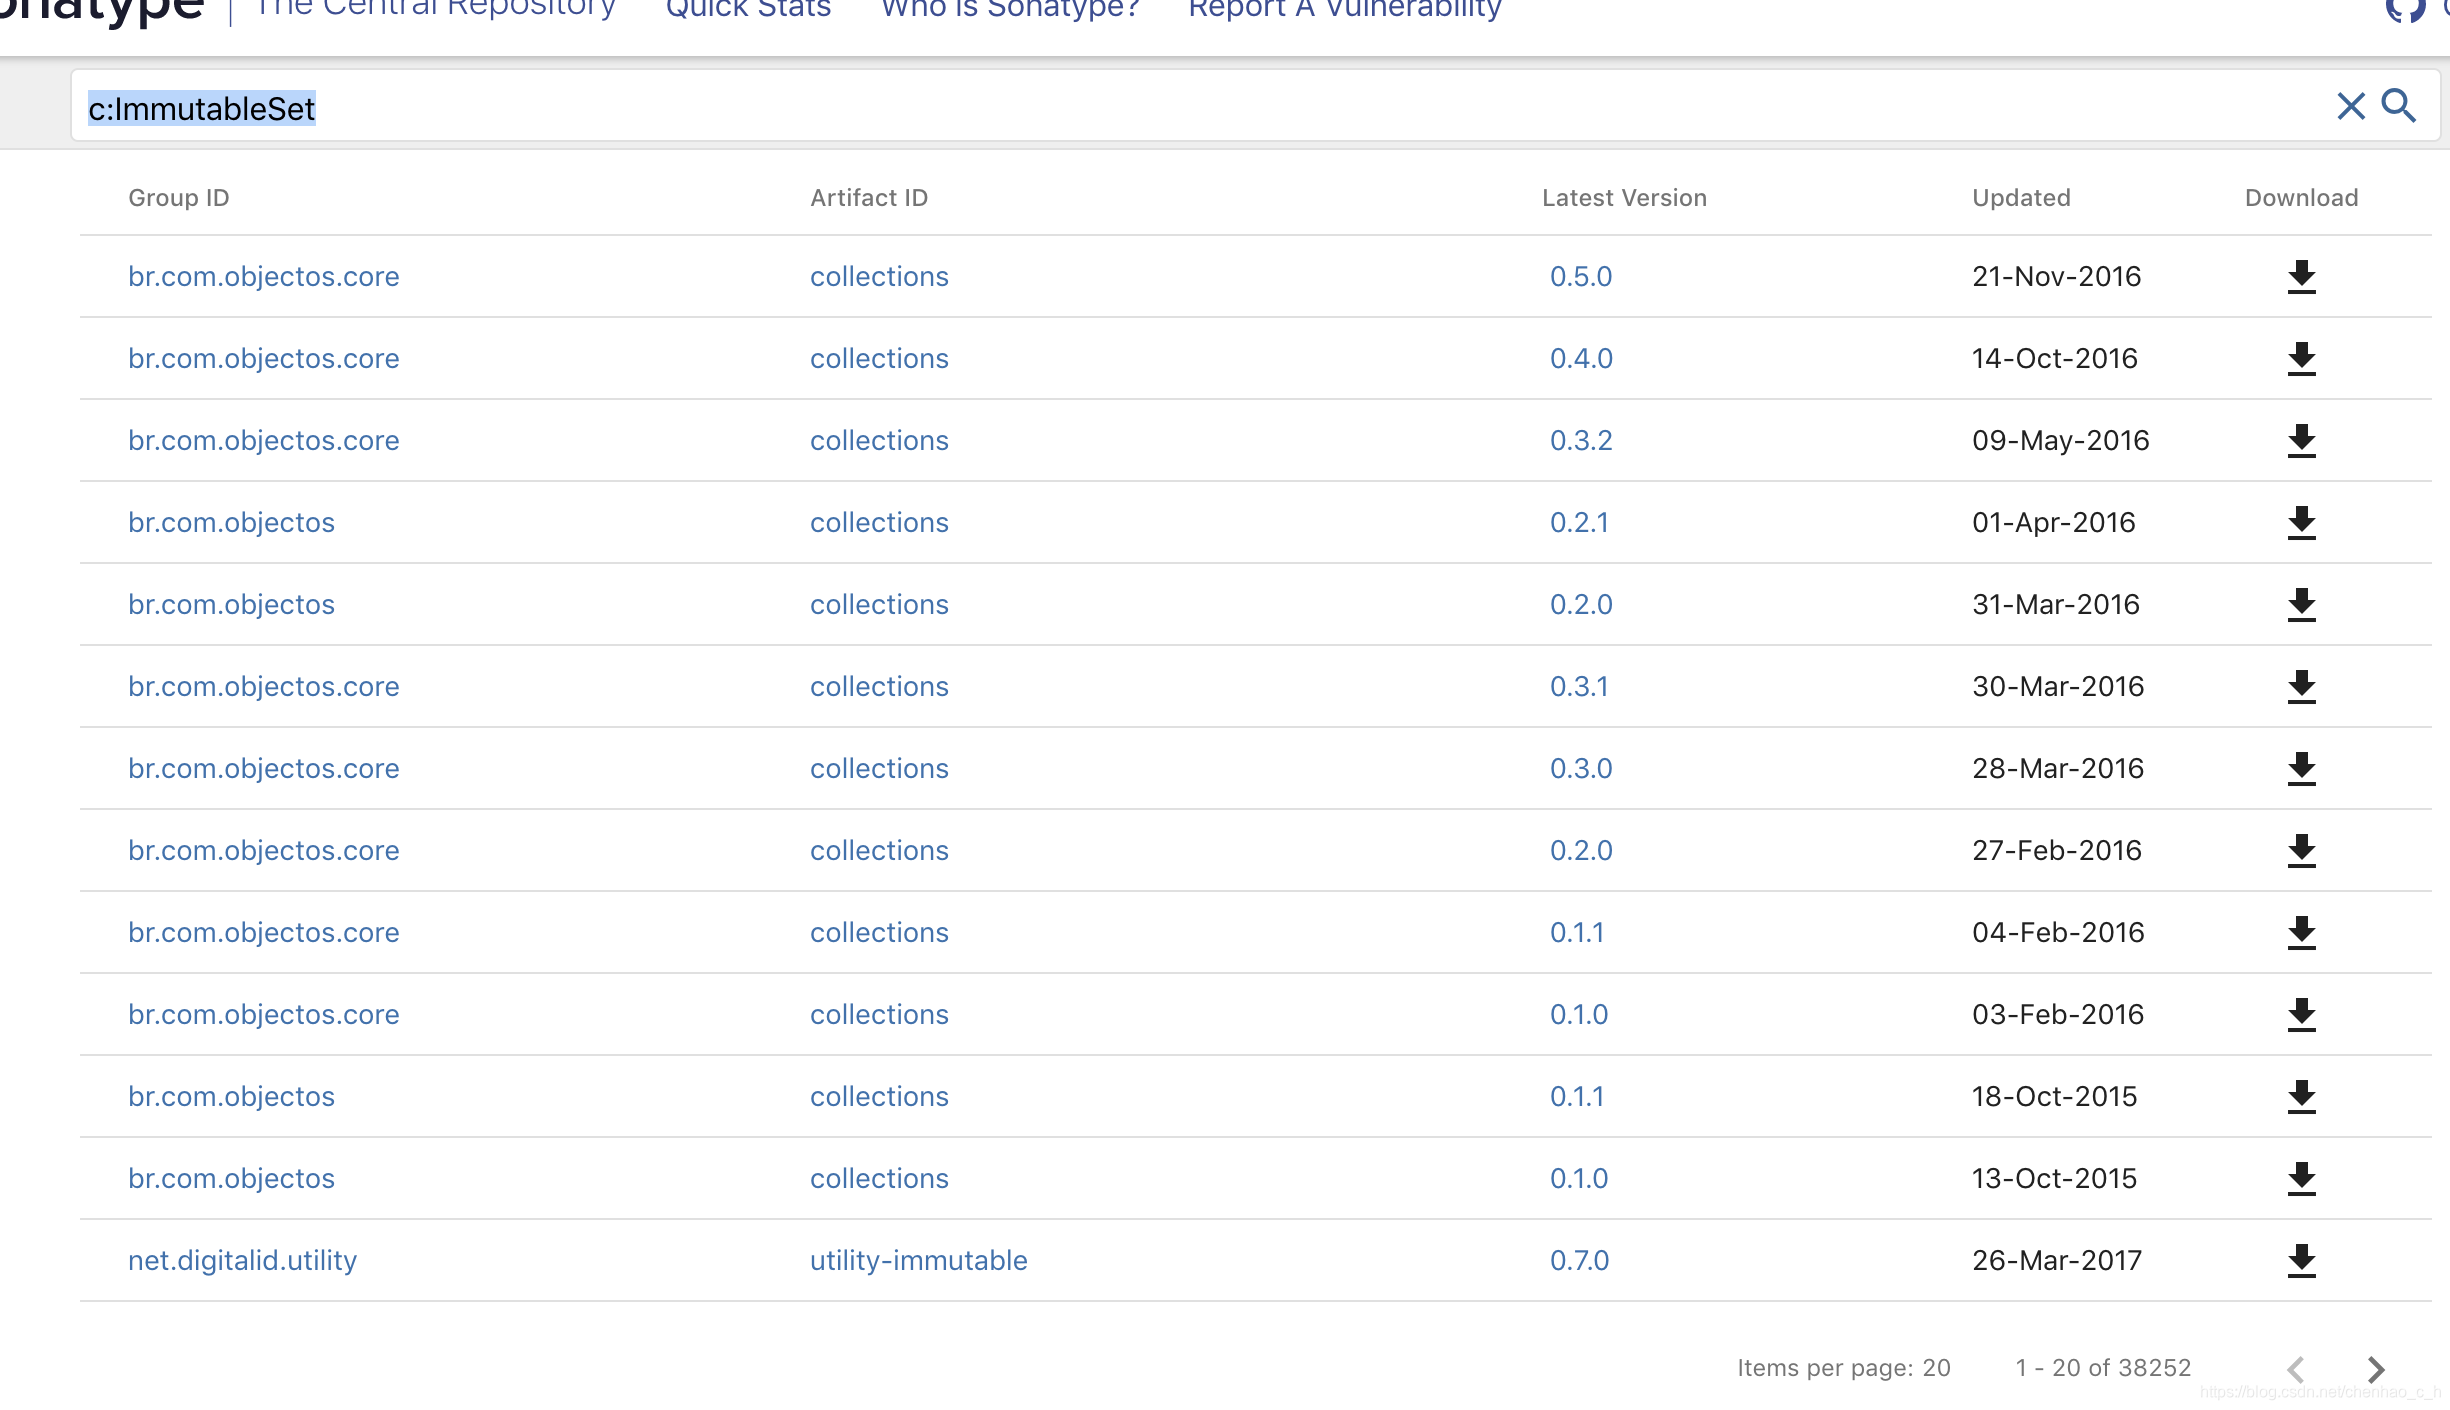 onatype | The Central Repository Quick Stats Who is Sonatype? Report A Vulnerability
c:ImmutableSet
Group ID Artifact ID Latest Version Updated Download
br.com.objectos.core collections 0.5.0 21-Nov-2016
br.com.objectos.core collections 0.4.0 14-Oct-2016
br.com.objectos.core collections 0.3.2 09-May-2016
br.com.objectos collections 0.2.1 01-Apr-2016
br.com.objectos collections 0.2.0 31-Mar-2016
br.com.objectos.core collections 0.3.1 30-Mar-2016
br.com.objectos.core collections 0.3.0 28-Mar-2016
br.com.objectos.core collections 0.2.0 27-Feb-2016
br.com.objectos.core collections 0.1.1 04-Feb-2016
br.com.objectos.core collections 0.1.0 03-Feb-2016
br.com.objectos collections 0.1.1 18-Oct-2015
br.com.objectos collections 0.1.0 13-Oct-2015
net.digitalid.utility utility-immutable 0.7.0 26-Mar-2017
Items per page: 20 1 - 20 of 38252
https://blog.csdn.net/chenhao_c_h